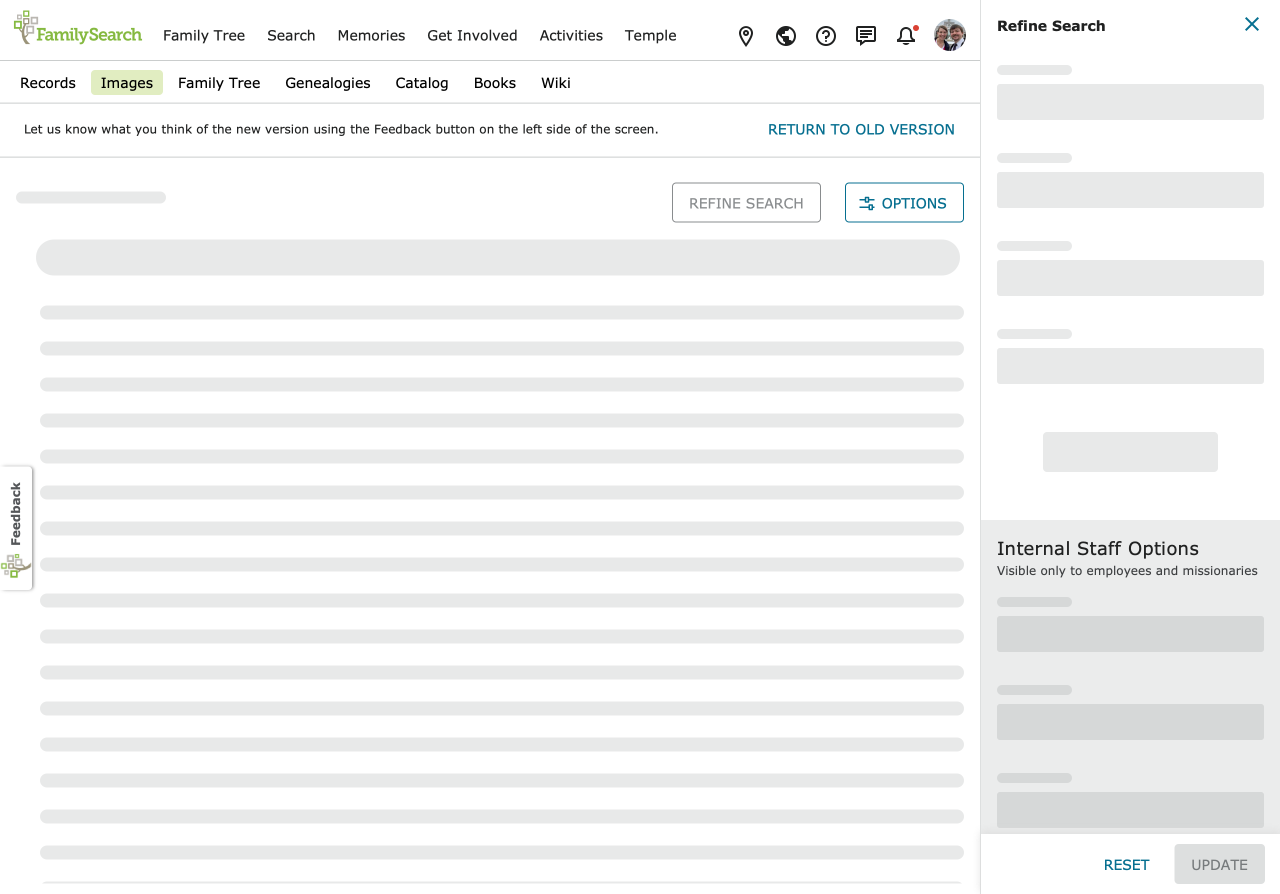 FamilySearch
Family Tree Search Memories Get Involved Activities Temple
Records Images Family Tree Genealogies Catalog Books Wiki
Let us know what you think of the new version using the Feedback button on the left side of the screen.
RETURN TO OLD VERSION
REFINE SEARCH
OPTIONS
Feedback
Refine Search
Internal Staff Options
Visible only to employees and missionaries
RESET
UPDATE